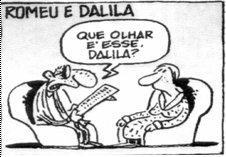 ROMEU E DALILA
QUE OLHAR
E' ESSE,
DALILA?